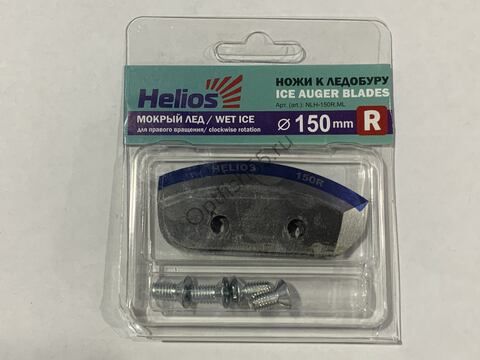 Helios
НОЖИ К ЛЕДОБУРУ
ICE AUGER BLADES
Арт. (art.): NLH-150R.ML
МОКРЫЙ ЛЕД / WET ICE
для правого вращения/ clockwise rotation
Ø 150 mm R
HELIOS
150R